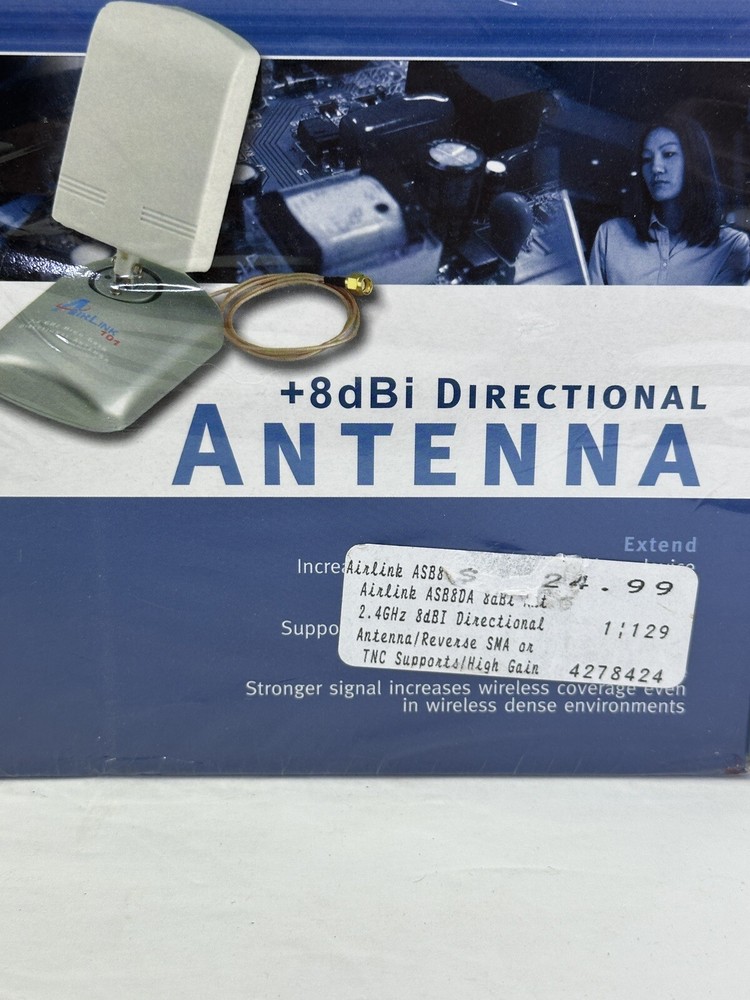 AIRLINK
101
+8dBi DIRECTIONAL
ANTENNA
Extend
Airlink ASB8 $ 24.99
Airlink ASB8DA 8dBi
2.4GHz 8dBI Directional 1;129
Antenna/Reverse SMA or
TNC Supports/High Gain 4278424
Stronger signal increases wireless coverage even
in wireless dense environments